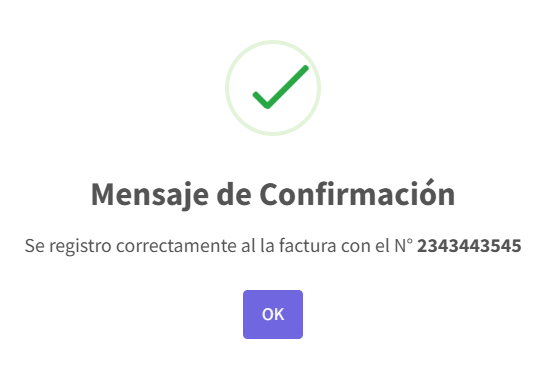 Mensaje de Confirmación
Se registro correctamente al la factura con el N° 2343443545
OK